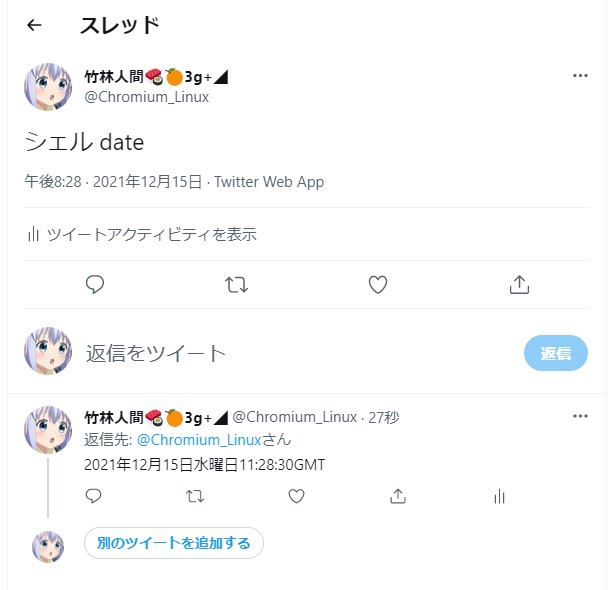 スレッド
竹林人間🍣🍊3g+◢
@Chromium_Linux
シェル date
午後8:28 · 2021年12月15日 · Twitter Web App
ツイートアクティビティを表示
返信をツイート
返信
竹林人間🍣🍊3g+◢ @Chromium_Linux · 27秒
返信先: @Chromium_Linuxさん
2021年12月15日水曜日11:28:30GMT
別のツイートを追加する